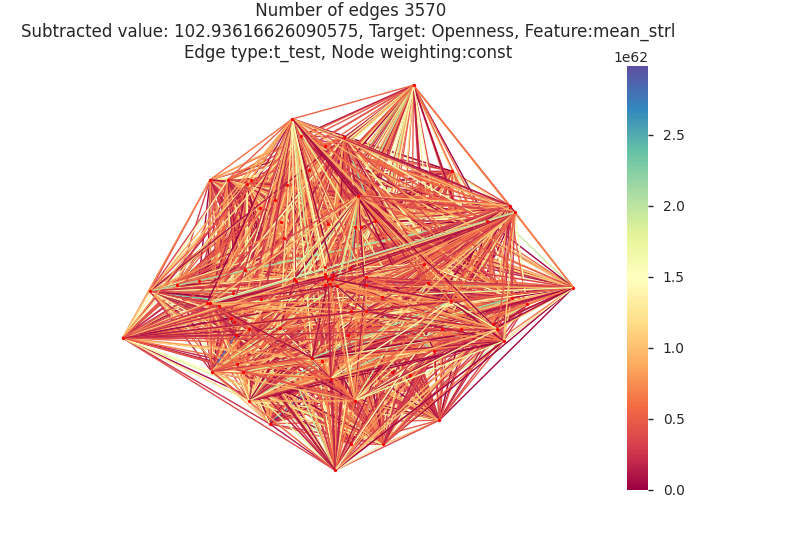 Number of edges 3570
Subtracted value: 102.93616626090575, Target: Openness, Feature:mean_strl
Edge type:t_test, Node weighting:const
1e62
2.5
2.0
1.5
1.0
0.5
0.0